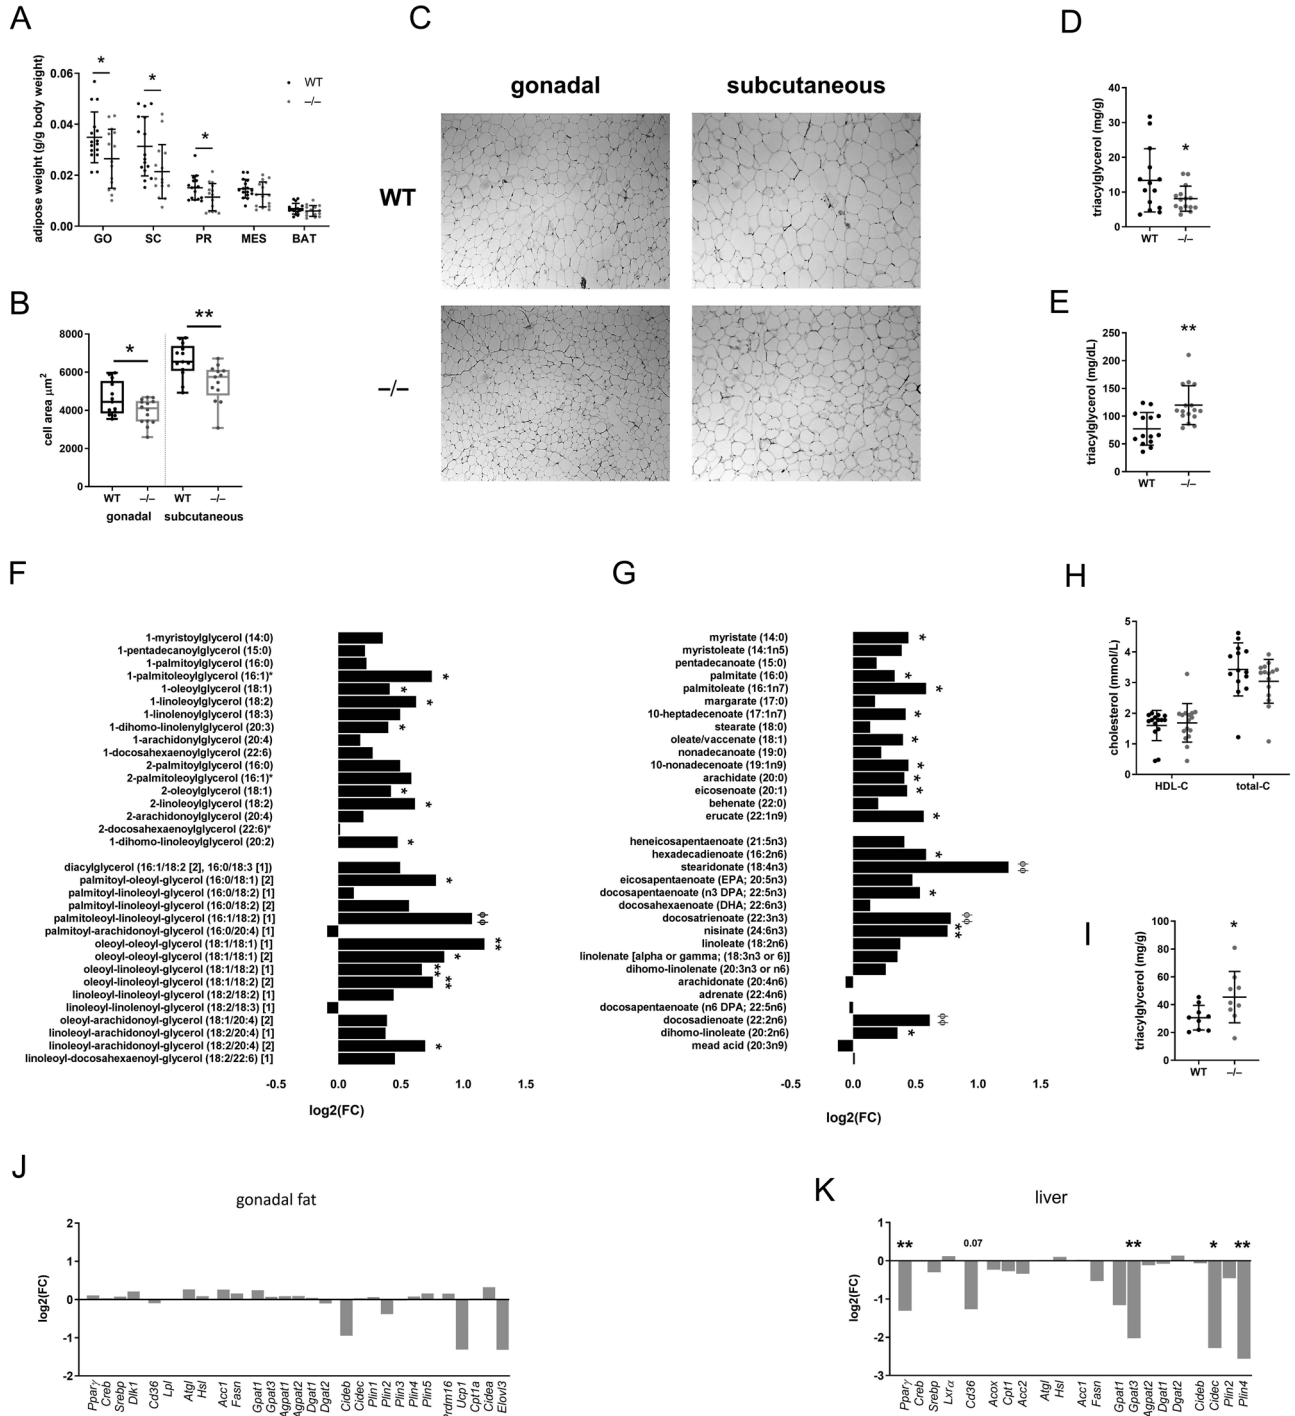 A
adipose weight (g/g body weight)
0.06
0.04
0.02
0.00
*
*
*
WT
–/–
GO SC PR MES BAT
B
cell area μm2
8000
6000
4000
2000
0
*
**
WT –/– WT –/–
gonadal subcutaneous
C
gonadal subcutaneous
WT
–/–
D
triacylglycerol (mg/g)
40
30
20
10
0
*
WT –/–
E
triacylglycerol (mg/dL)
250
200
150
100
50
0
**
WT –/–
F
1-myristoylglycerol (14:0)
1-pentadecanoylglycerol (15:0)
1-palmitoylglycerol (16:0)
1-palmitoleoylglycerol (16:1)* *
1-oleoylglycerol (18:1) *
1-linoleoylglycerol (18:2) *
1-linolenoylglycerol (18:3)
1-dihomo-linolenylglycerol (20:3) *
1-arachidonylglycerol (20:4)
1-docosahexaenoylglycerol (22:6)
2-palmitoylglycerol (16:0)
2-palmitoleoylglycerol (16:1)*
2-oleoylglycerol (18:1) *
2-linoleoylglycerol (18:2) *
2-arachidonoylglycerol (20:4)
2-docosahexaenoylglycerol (22:6)*
1-dihomo-linoleoylglycerol (20:2) *
diacylglycerol (16:1/18:2 [2], 16:0/18:3 [1])
palmitoyl-oleoyl-glycerol (16:0/18:1) [2] *
palmitoyl-linoleoyl-glycerol (16:0/18:2) [1]
palmitoyl-linoleoyl-glycerol (16:0/18:2) [2]
palmitoleoyl-linoleoyl-glycerol (16:1/18:2) [1] ϕϕ
palmitoyl-arachidonoyl-glycerol (16:0/20:4) [1]
oleoyl-oleoyl-glycerol (18:1/18:1) [1] **
oleoyl-oleoyl-glycerol (18:1/18:1) [2] *
oleoyl-linoleoyl-glycerol (18:1/18:2) [1] **
oleoyl-linoleoyl-glycerol (18:1/18:2) [2] **
linoleoyl-linoleoyl-glycerol (18:2/18:2) [1]
linoleoyl-linolenoyl-glycerol (18:2/18:3) [1]
oleoyl-arachidonoyl-glycerol (18:1/20:4) [2]
linoleoyl-arachidonoyl-glycerol (18:2/20:4) [1]
linoleoyl-arachidonoyl-glycerol (18:2/20:4) [2] *
linoleoyl-docosahexaenoyl-glycerol (18:2/22:6) [1]
-0.5 0.0 0.5 1.0 1.5
log2(FC)
G
myristate (14:0) *
myristoleate (14:1n5)
pentadecanoate (15:0)
palmitate (16:0) *
palmitoleate (16:1n7) *
margarate (17:0)
10-heptadecenoate (17:1n7) *
stearate (18:0)
oleate/vaccenate (18:1) *
nonadecanoate (19:0)
10-nonadecenoate (19:1n9) *
arachidate (20:0) *
eicosenoate (20:1) *
behenate (22:0)
erucate (22:1n9) *
heneicosapentaenoate (21:5n3)
hexadecadienoate (16:2n6) *
stearidonate (18:4n3) ϕϕ
eicosapentaenoate (EPA; 20:5n3)
docosapentaenoate (n3 DPA; 22:5n3) *
docosahexaenoate (DHA; 22:6n3)
docosatrienoate (22:3n3) ϕϕ
nisinate (24:6n3) **
linoleate (18:2n6)
linolenate [alpha or gamma; (18:3n3 or 6)]
dihomo-linolenate (20:3n3 or n6)
arachidonate (20:4n6)
adrenate (22:4n6)
docosapentaenoate (n6 DPA; 22:5n6)
docosadienoate (22:2n6) ϕϕ
dihomo-linoleate (20:2n6) *
mead acid (20:3n9)
-0.5 0.0 0.5 1.0 1.5
log2(FC)
H
cholesterol (mmol/L)
5
4
3
2
1
0
HDL-C total-C
I
triacylglycerol (mg/g)
100
80
60
40
20
0
*
WT –/–
J
gonadal fat
log2(FC)
2
1
0
-1
-2
Pparγ Creb Srebp Dlk1 Cd36 Lpl Atgl Hsl Acc1 Fasn Gpat1 Gpat3 Agpat1 Agpat2 Dgat1 Dgat2 Cideb Cidec Plin1 Plin2 Plin3 Plin4 Plin5 Prdm16 Ucp1 Cpt1a Cidea Elovl3
K
liver
log2(FC)
1
0
-1
-2
-3
** 0.07 ** * **
Pparγ Creb Srebp Lxrα Cd36 Acox Cpt1 Acc2 Atgl Hsl Acc1 Fasn Gpat1 Gpat3 Agpat2 Dgat1 Dgat2 Cideb Cidec Plin2 Plin4